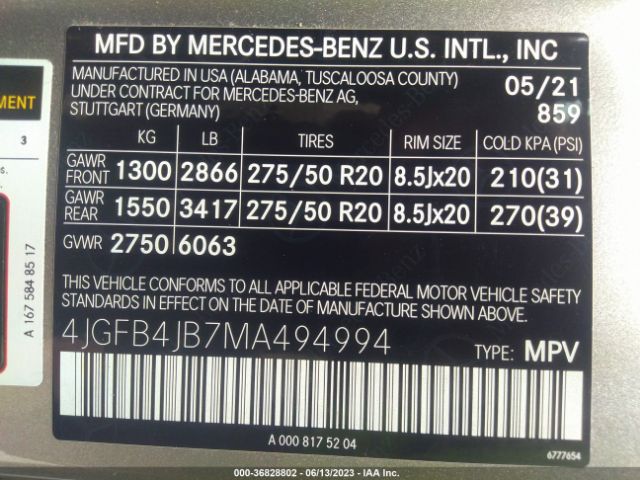 MFD BY MERCEDES-BENZ U.S. INTL., INC
MANUFACTURED IN USA (ALABAMA, TUSCALOOSA COUNTY) 05/21
UNDER CONTRACT FOR MERCEDES-BENZ AG, 859
STUTTGART (GERMANY)
KG LB TIRES RIM SIZE COLD KPA (PSI)
GAWR FRONT 1300 2866 275/50 R20 8.5Jx20 210(31)
GAWR REAR 1550 3417 275/50 R20 8.5Jx20 270(39)
GVWR 2750 6063
THIS VEHICLE CONFORMS TO ALL APPLICABLE FEDERAL MOTOR VEHICLE SAFETY
STANDARDS IN EFFECT ON THE DATE OF MANUFACTURE SHOWN ABOVE.
4JGFB4JB7MA494994 TYPE: MPV
A 000 817 52 04
6777654
MENT
3
s.
A 167 584 85 17
000-36828802 - 06/13/2023 - IAA Inc.